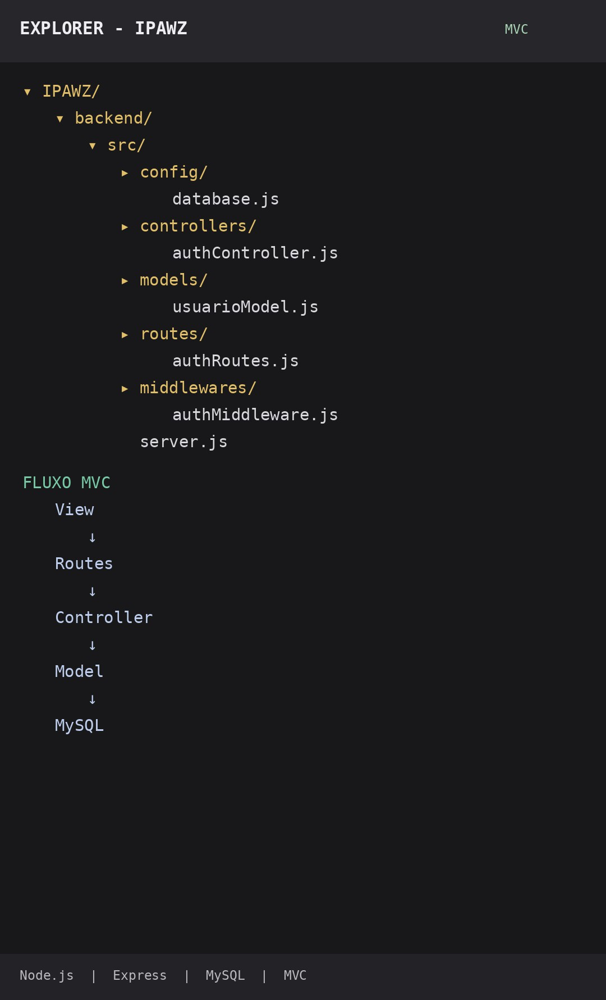 EXPLORER - IPAWZ
MVC
▾ IPAWZ/
▾ backend/
▾ src/
▸ config/
database.js
▸ controllers/
authController.js
▸ models/
usuarioModel.js
▸ routes/
authRoutes.js
▸ middlewares/
authMiddleware.js
server.js
FLUXO MVC
View
↓
Routes
↓
Controller
↓
Model
↓
MySQL
Node.js | Express | MySQL | MVC